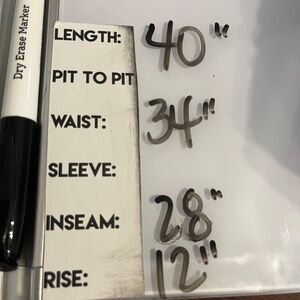 Dry Erase Marker
LENGTH: 40"
PIT TO PIT
WAIST: 34"
SLEEVE:
INSEAM: 28"
RISE: 12"